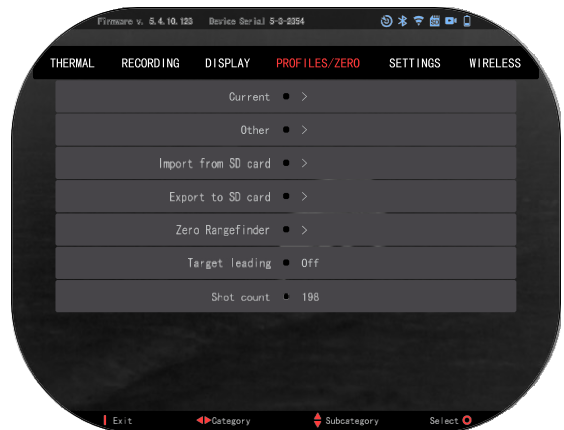 Firmware v. 5.4.10.123 Device Serial 5-3-2354
THERMAL RECORDING DISPLAY PROFILES/ZERO SETTINGS WIRELESS
Current >
Other >
Import from SD card >
Export to SD card >
Zero Rangefinder >
Target leading Off
Shot count 198
Exit Category Subcategory Select